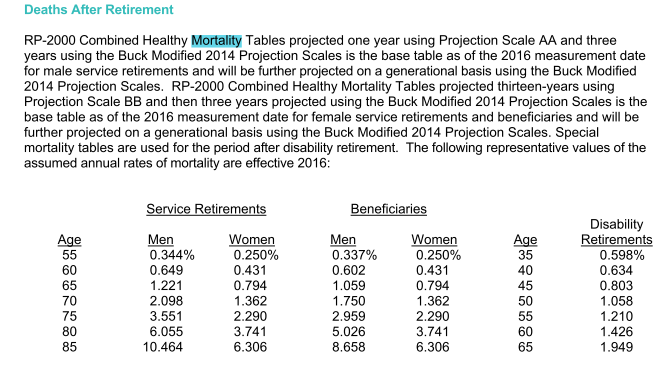 Deaths After Retirement
RP-2000 Combined Healthy Mortality Tables projected one year using Projection Scale AA and three
years using the Buck Modified 2014 Projection Scales is the base table as of the 2016 measurement date
for male service retirements and will be further projected on a generational basis using the Buck Modified
2014 Projection Scales.  RP-2000 Combined Healthy Mortality Tables projected thirteen-years using
Projection Scale BB and then three years projected using the Buck Modified 2014 Projection Scales is the
base table as of the 2016 measurement date for female service retirements and beneficiaries and will be
further projected on a generational basis using the Buck Modified 2014 Projection Scales. Special
mortality tables are used for the period after disability retirement.  The following representative values of the
assumed annual rates of mortality are effective 2016:
Service Retirements Beneficiaries
Disability
Age Men Women Men Women Age Retirements
55 0.344% 0.250% 0.337% 0.250% 35 0.598%
60 0.649 0.431 0.602 0.431 40 0.634
65 1.221 0.794 1.059 0.794 45 0.803
70 2.098 1.362 1.750 1.362 50 1.058
75 3.551 2.290 2.959 2.290 55 1.210
80 6.055 3.741 5.026 3.741 60 1.426
85 10.464 6.306 8.658 6.306 65 1.949